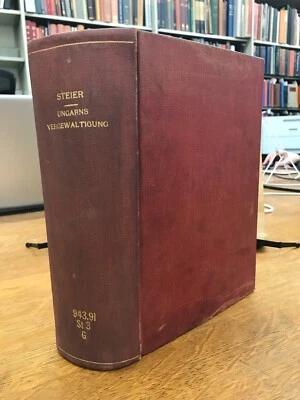 STEIER
UNGARNS
VERGEWALTIGUNG
943.91
St 3
G